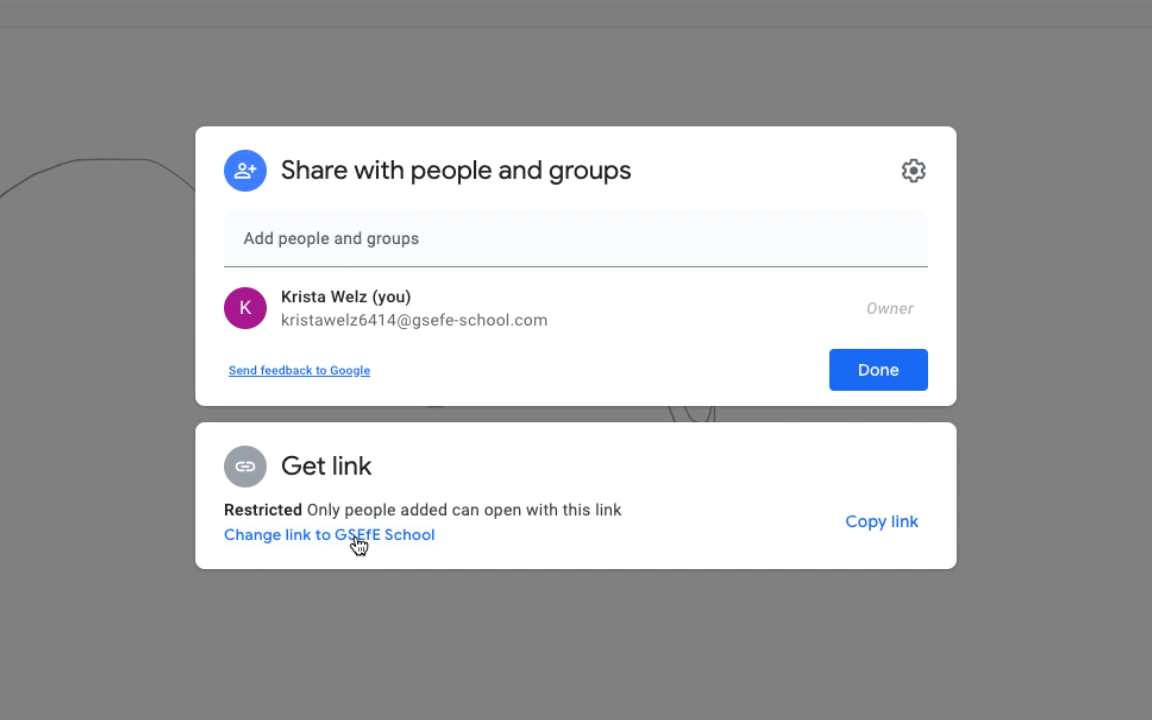 Share with people and groups
Add people and groups
K
Krista Welz (you)
kristawelz6414@gsefe-school.com
Owner
Send feedback to Google
Done
Get link
Restricted Only people added can open with this link
Change link to GSEfE School
Copy link